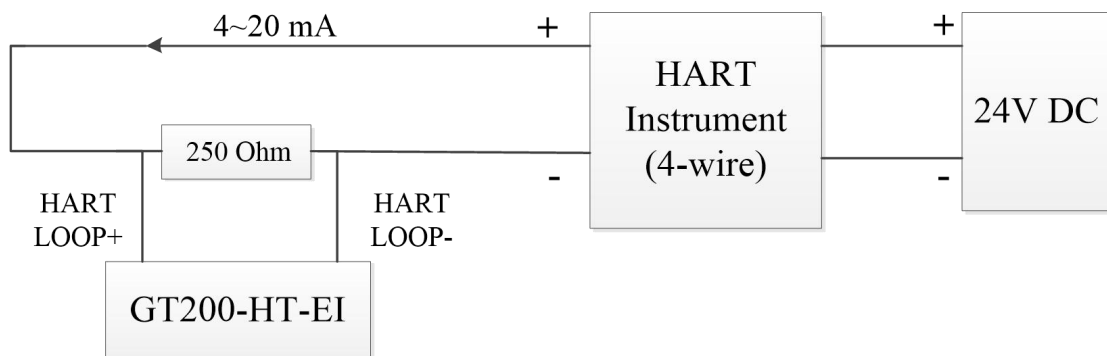 4~20 mA
+
+
HART
Instrument
(4-wire)
24V DC
250 Ohm
-
-
HART
LOOP+
HART
LOOP-
GT200-HT-EI